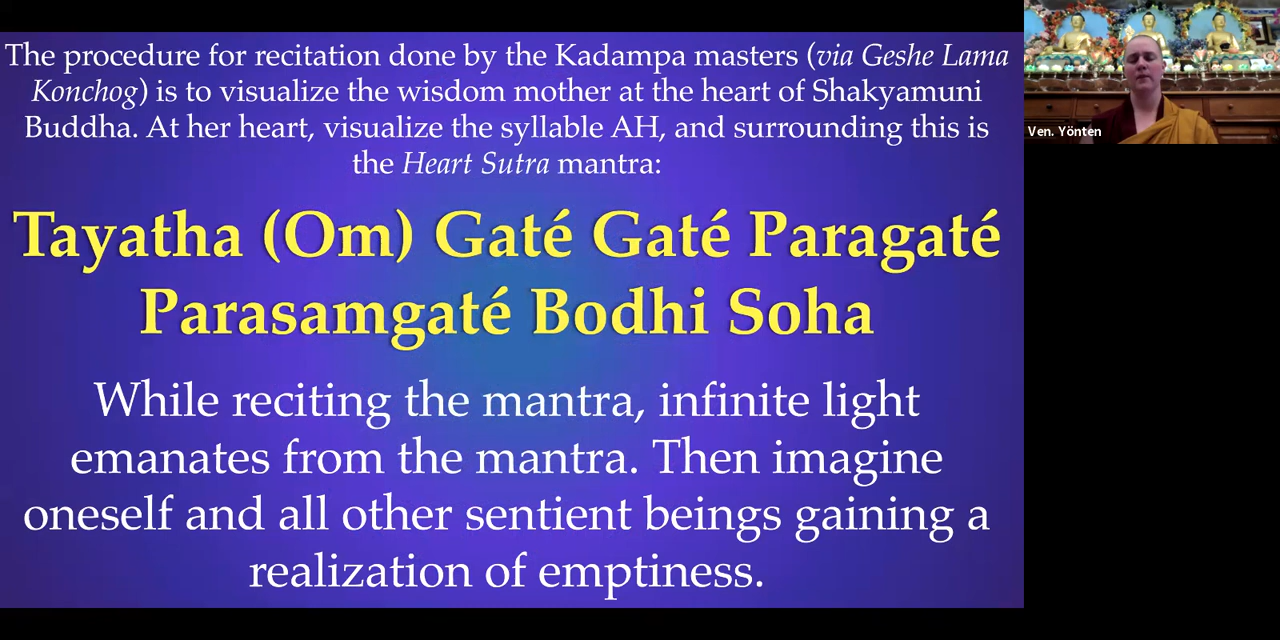 The procedure for recitation done by the Kadampa masters (via Geshe Lama
Konchog) is to visualize the wisdom mother at the heart of Shakyamuni
Buddha. At her heart, visualize the syllable AH, and surrounding this is
the Heart Sutra mantra:
Tayatha (Om) Gaté Gaté Paragaté
Parasamgaté Bodhi Soha
While reciting the mantra, infinite light
emanates from the mantra. Then imagine
oneself and all other sentient beings gaining a
realization of emptiness.
Ven. Yönten